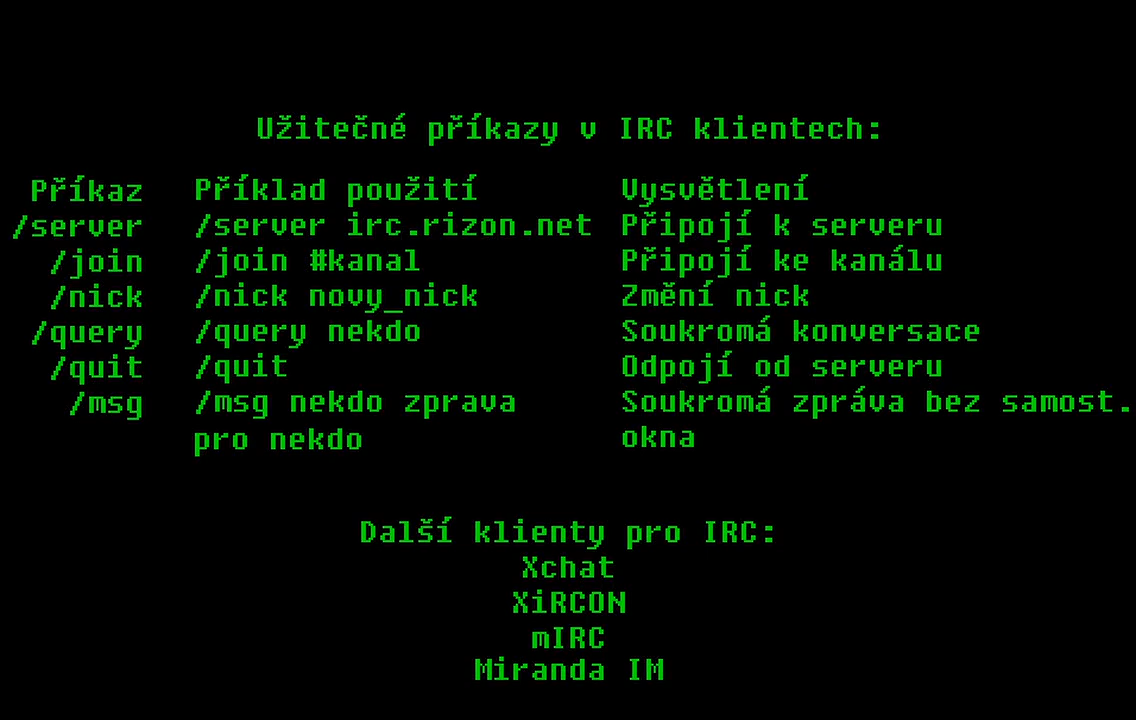 Užitečné příkazy v IRC klientech:
Příkaz Příklad použití Vysvětlení
/server /server irc.rizon.net Připojí k serveru
/join /join #kanal Připojí ke kanálu
/nick /nick novy_nick Změní nick
/query /query nekdo Soukromá konversace
/quit /quit Odpojí od serveru
/msg /msg nekdo zprava Soukromá zpráva bez samost.
pro nekdo okna
Další klienty pro IRC:
Xchat
XiRCON
mIRC
Miranda IM